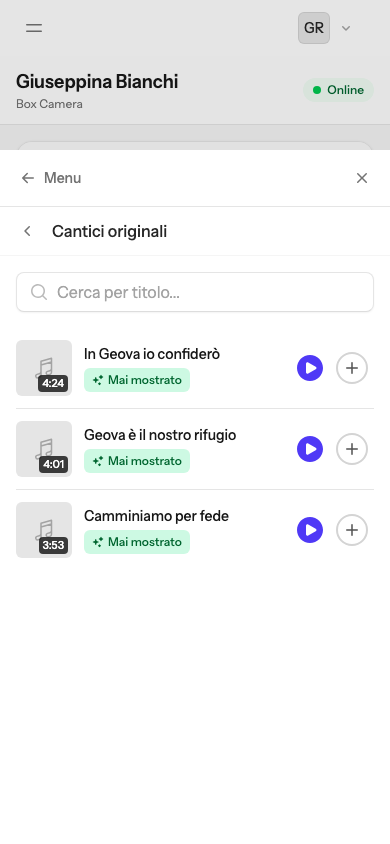 GR
Giuseppina Bianchi
Box Camera
Online
Menu
Cantici originali
Cerca per titolo...
In Geova io confiderò
4:24
Mai mostrato
Geova è il nostro rifugio
4:01
Mai mostrato
Camminiamo per fede
3:53
Mai mostrato